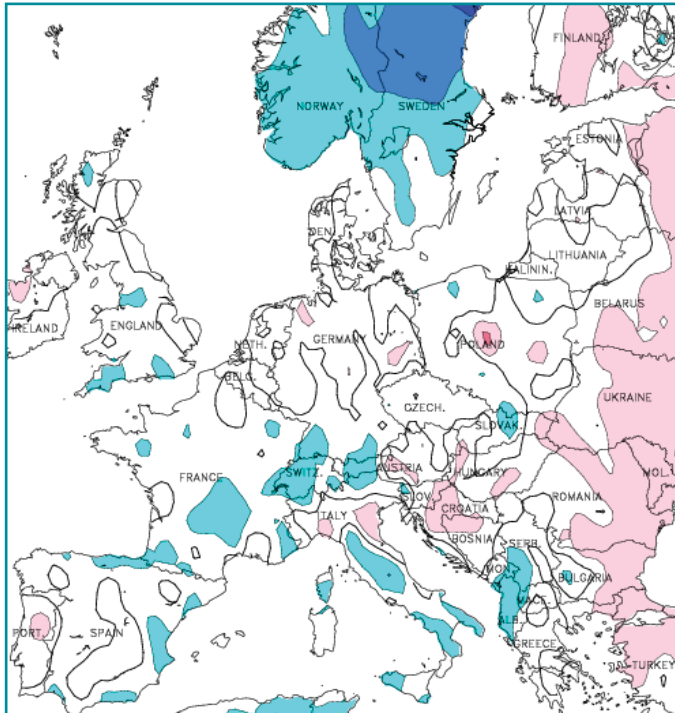 FINLAND
NORWAY
SWEDEN
ESTONIA
LATVIA
DEN.
LITHUANIA
KALININ.
BELARUS
IRELAND
ENGLAND
NETH.
GERMANY
POLAND
BELG.
UKRAINE
CZECH.
SLOVAK.
FRANCE
SWITZ.
AUSTRIA
HUNGARY
MOL.
SLOV.
ROMANIA
ITALY
CROATIA
BOSNIA
SERB.
MON.
BULGARIA
MACE.
PORT.
SPAIN
ALB.
GREECE
TURKEY